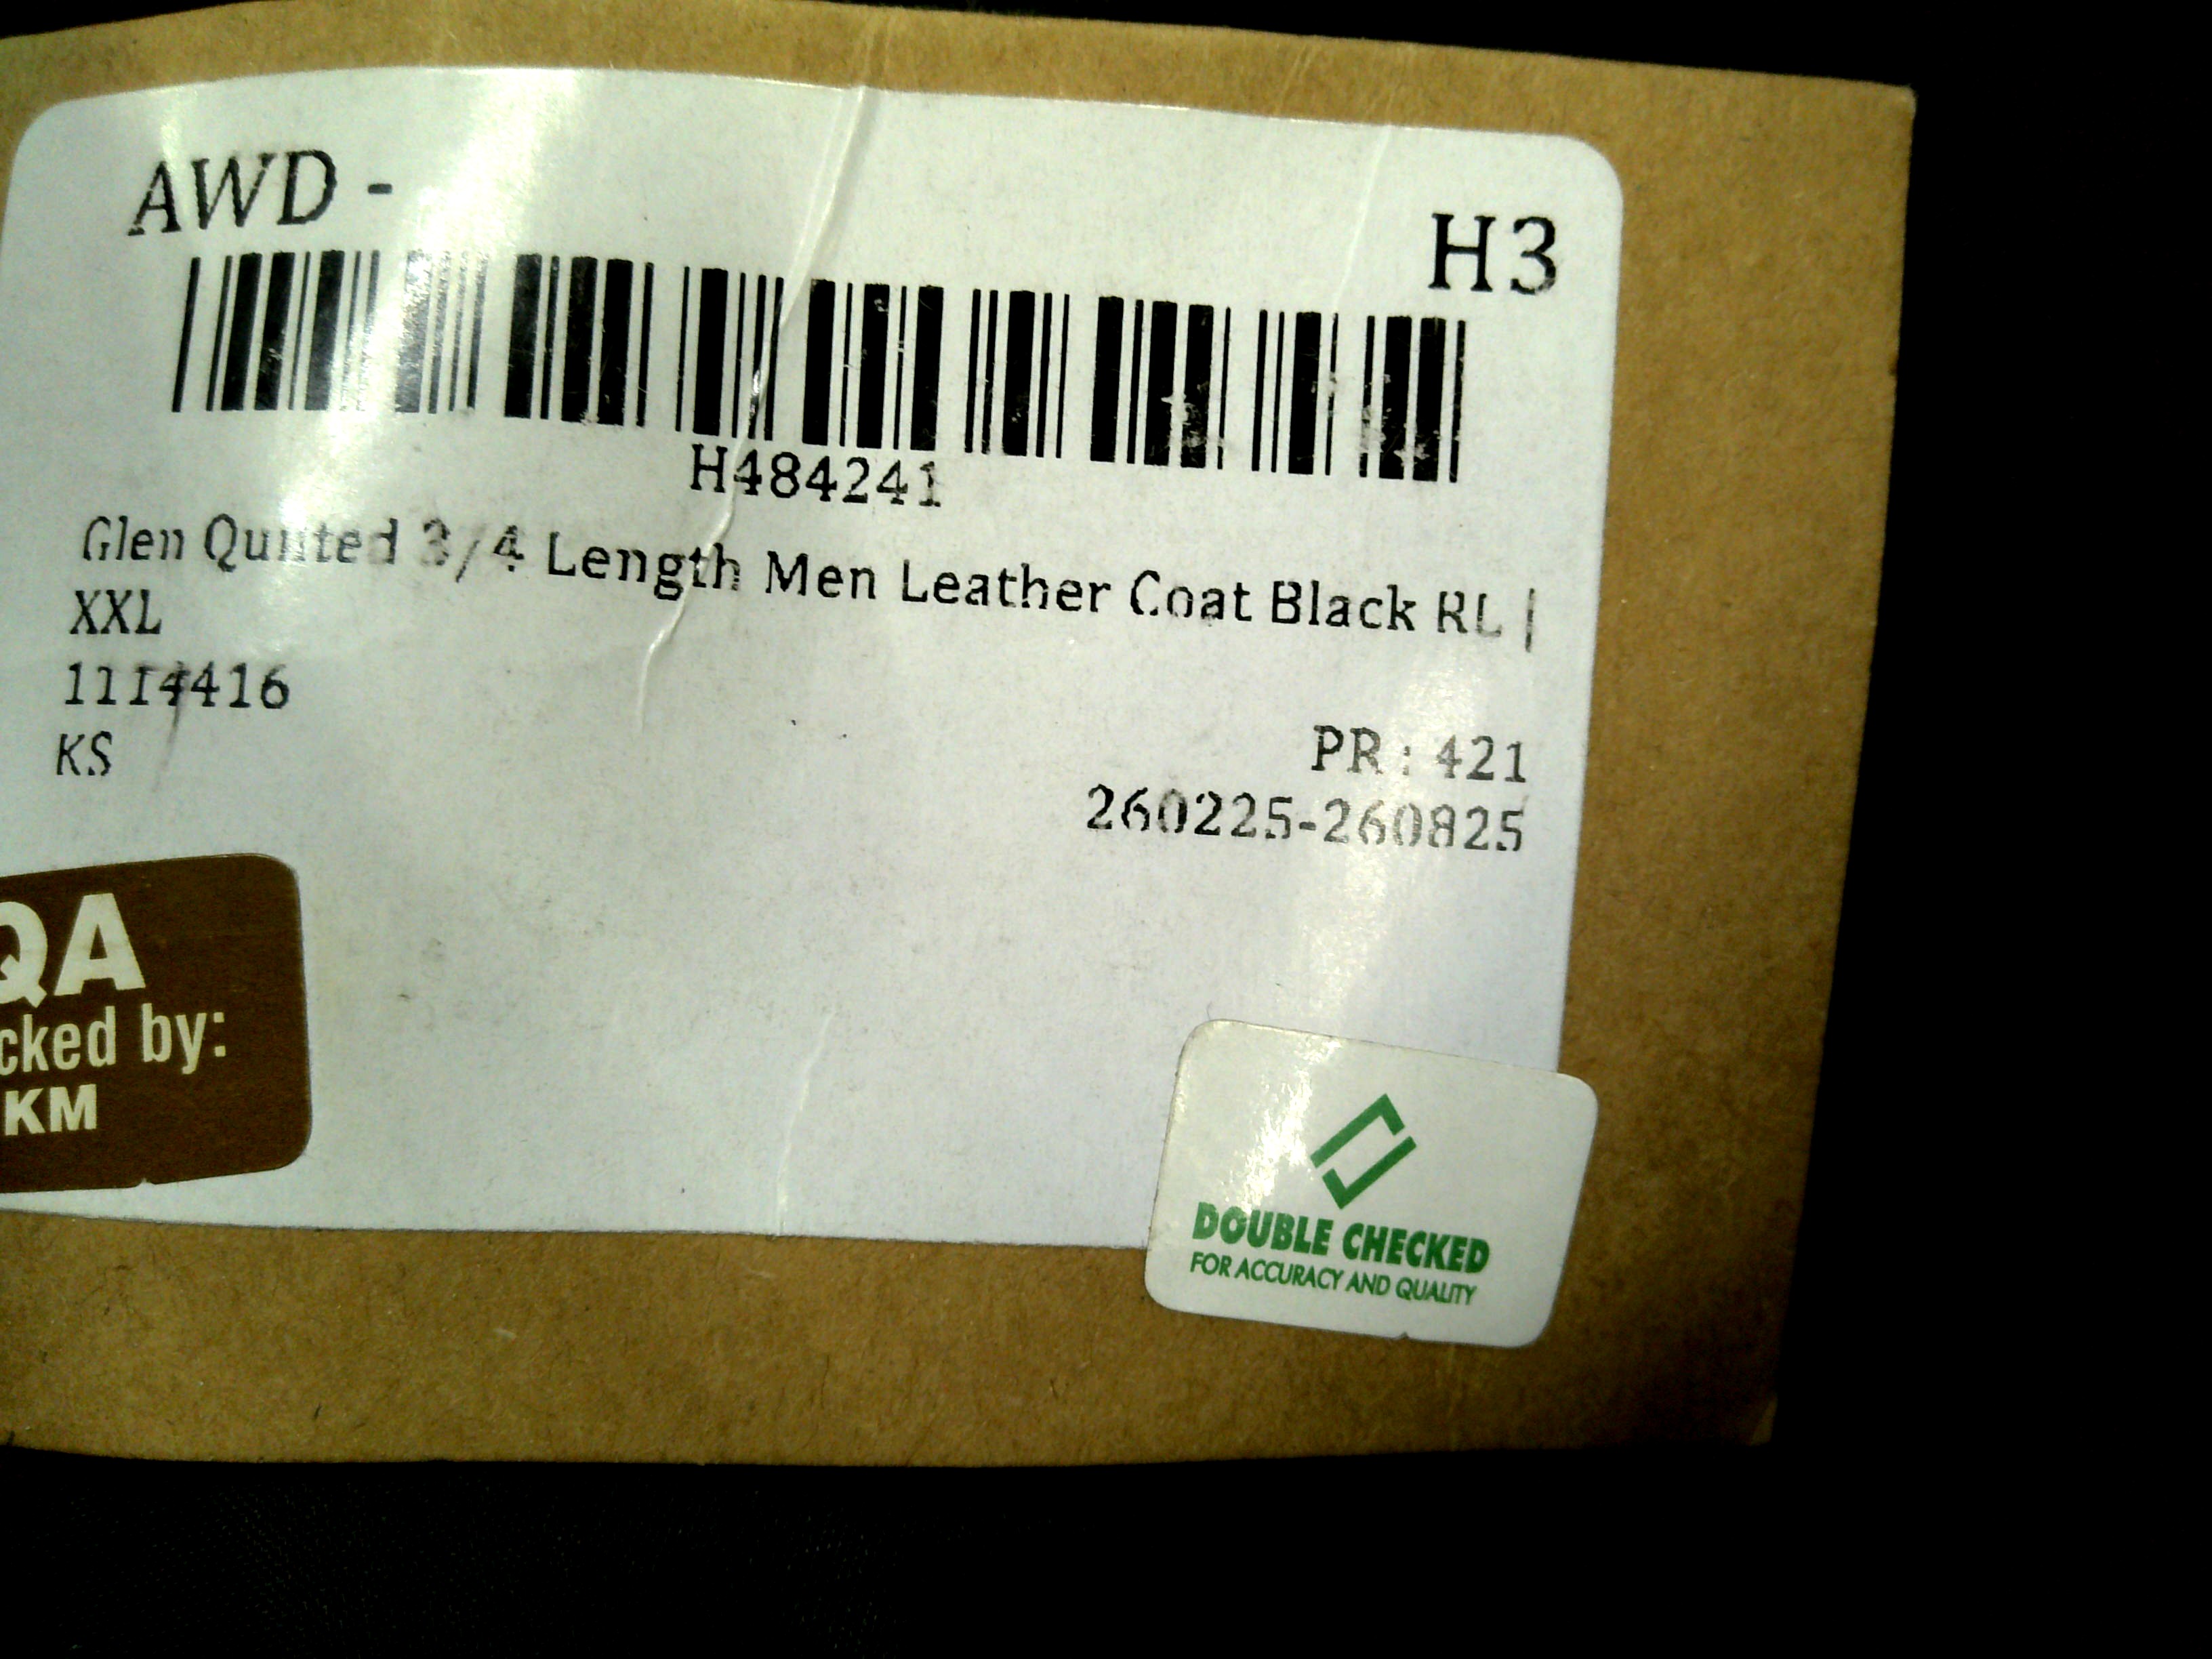 AWD -
H3
H484241
Glen Quilted 3/4 Length Men Leather Coat Black RL |
XXL
1114416
KS
PR : 421
260225-260825
QA
cked by:
KM
DOUBLE CHECKED
FOR ACCURACY AND QUALITY